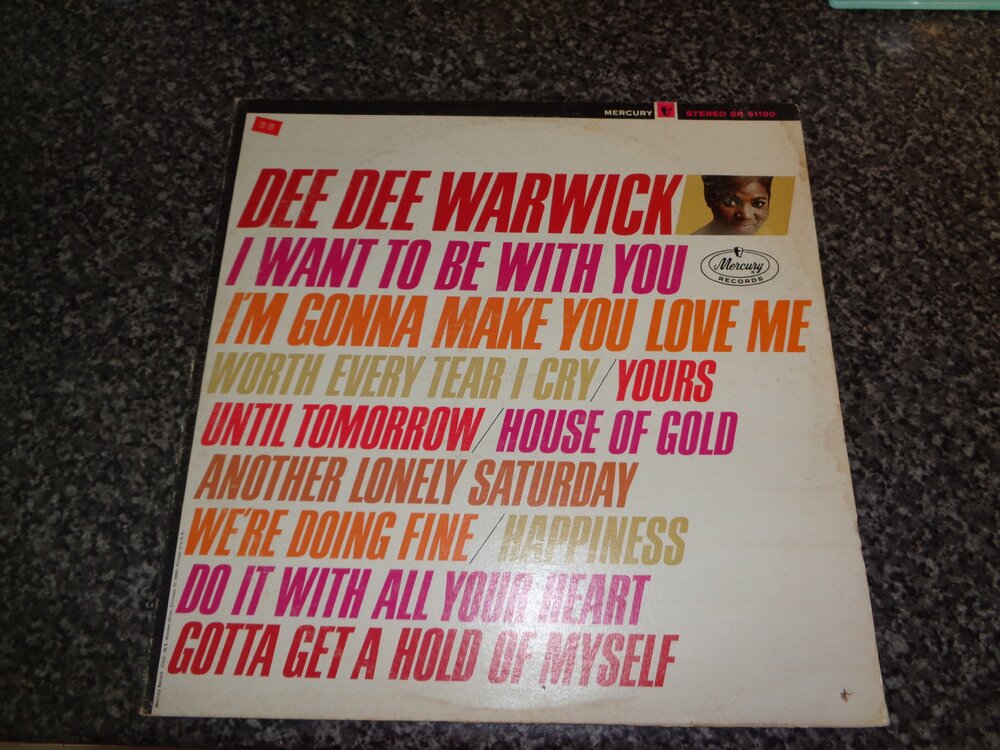 MERCURY STEREO SR 61100
DEE DEE WARWICK
I WANT TO BE WITH YOU
Mercury
RECORDS
I'M GONNA MAKE YOU LOVE ME
WORTH EVERY TEAR I CRY/YOURS
UNTIL TOMORROW/HOUSE OF GOLD
ANOTHER LONELY SATURDAY
WE'RE DOING FINE/HAPPINESS
DO IT WITH ALL YOUR HEART
GOTTA GET A HOLD OF MYSELF